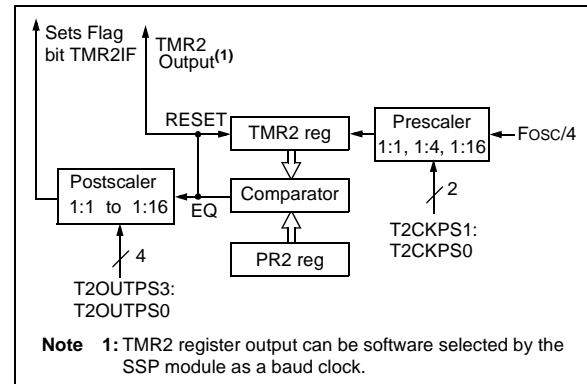 Sets Flag
bit TMR2IF
TMR2
Output(1)
RESET
TMR2 reg
Prescaler
1:1, 1:4, 1:16
FOSC/4
2
T2CKPS1:
T2CKPS0
Postscaler
1:1 to 1:16
EQ
Comparator
4
T2OUTPS3:
T2OUTPS0
PR2 reg
Note 1: TMR2 register output can be software selected by the
SSP module as a baud clock.